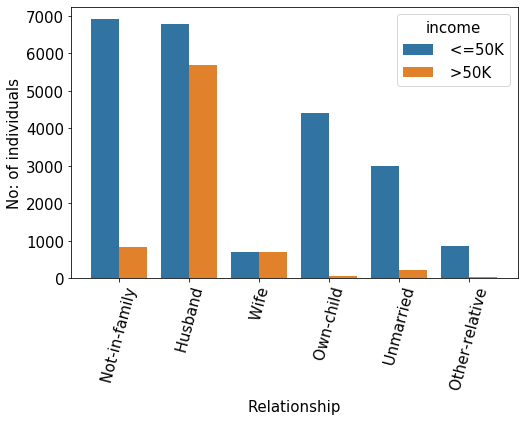 7000
6000
5000
4000
3000
2000
1000
0
No: of individuals
income
<=50K
>50K
Not-in-family
Husband
Wife
Own-child
Unmarried
Other-relative
Relationship